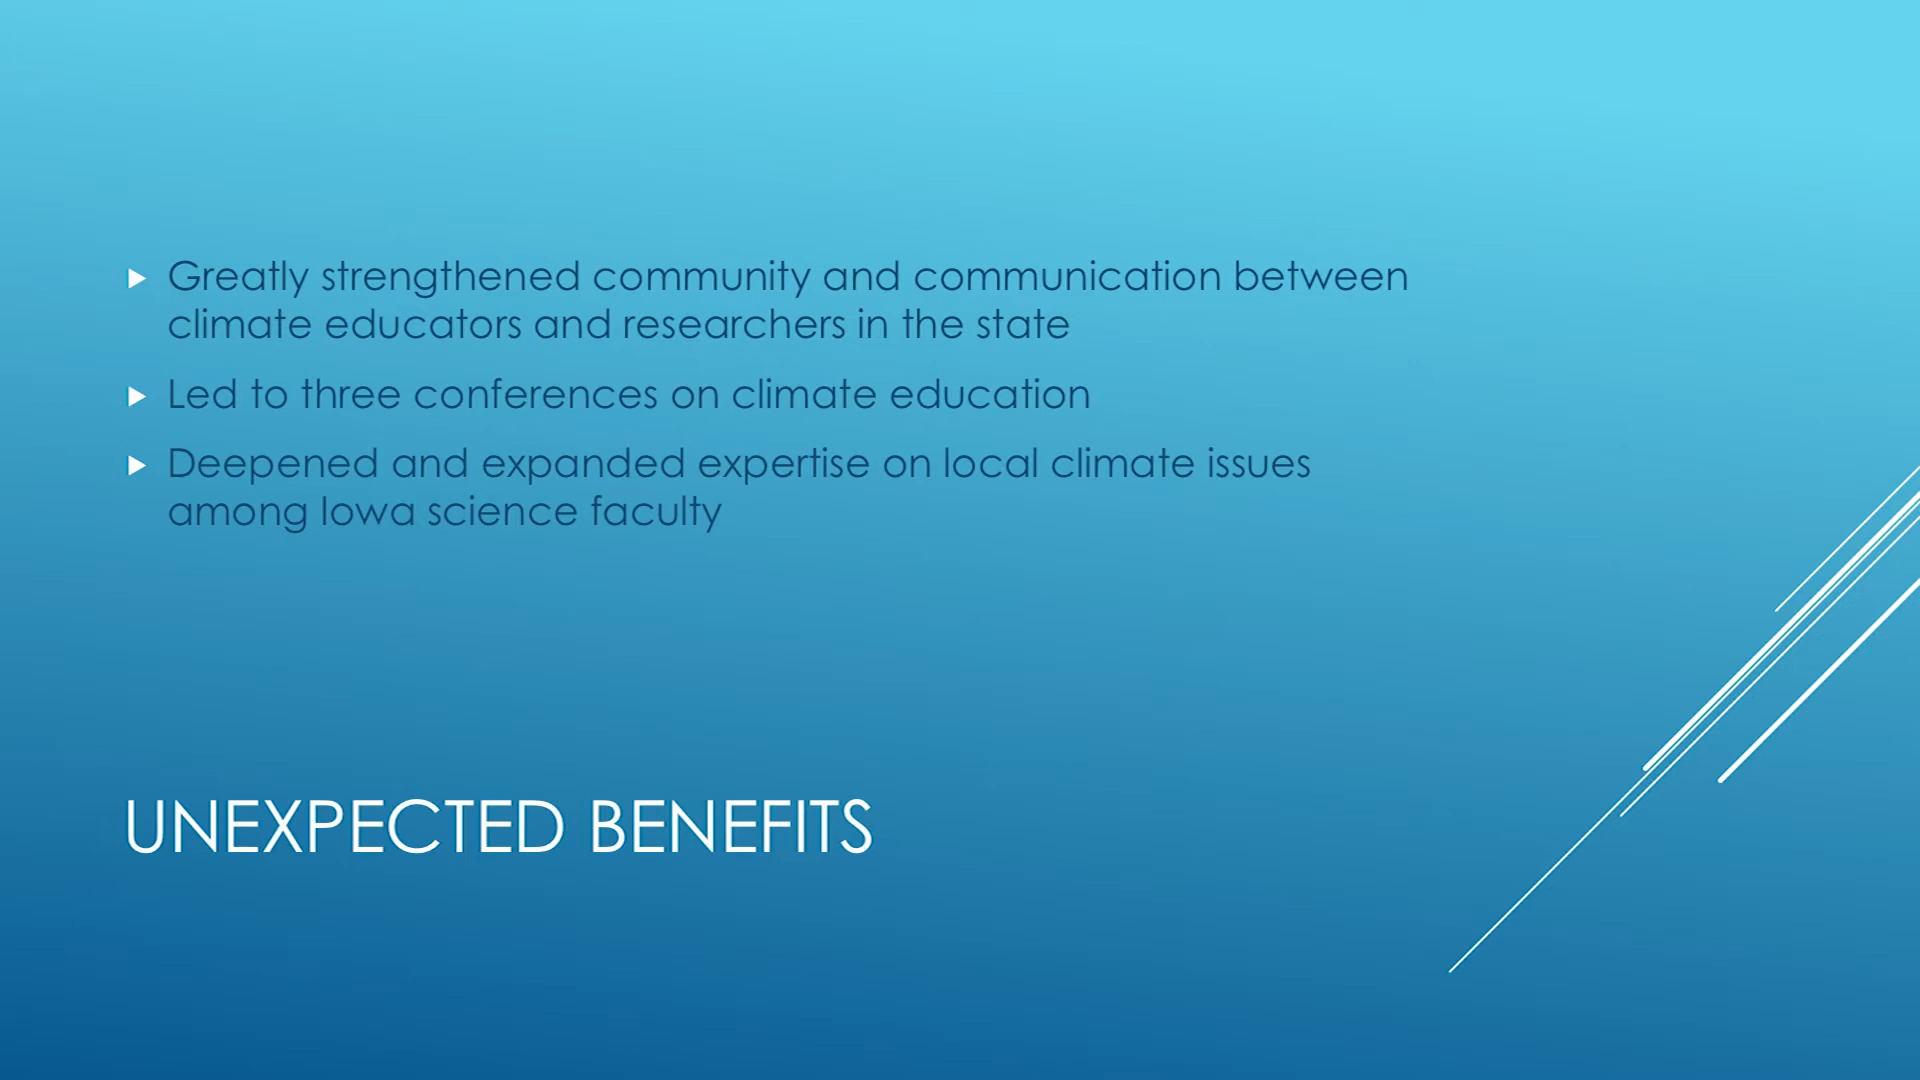 Greatly strengthened community and communication between
climate educators and researchers in the state
Led to three conferences on climate education
Deepened and expanded expertise on local climate issues
among Iowa science faculty
UNEXPECTED BENEFITS